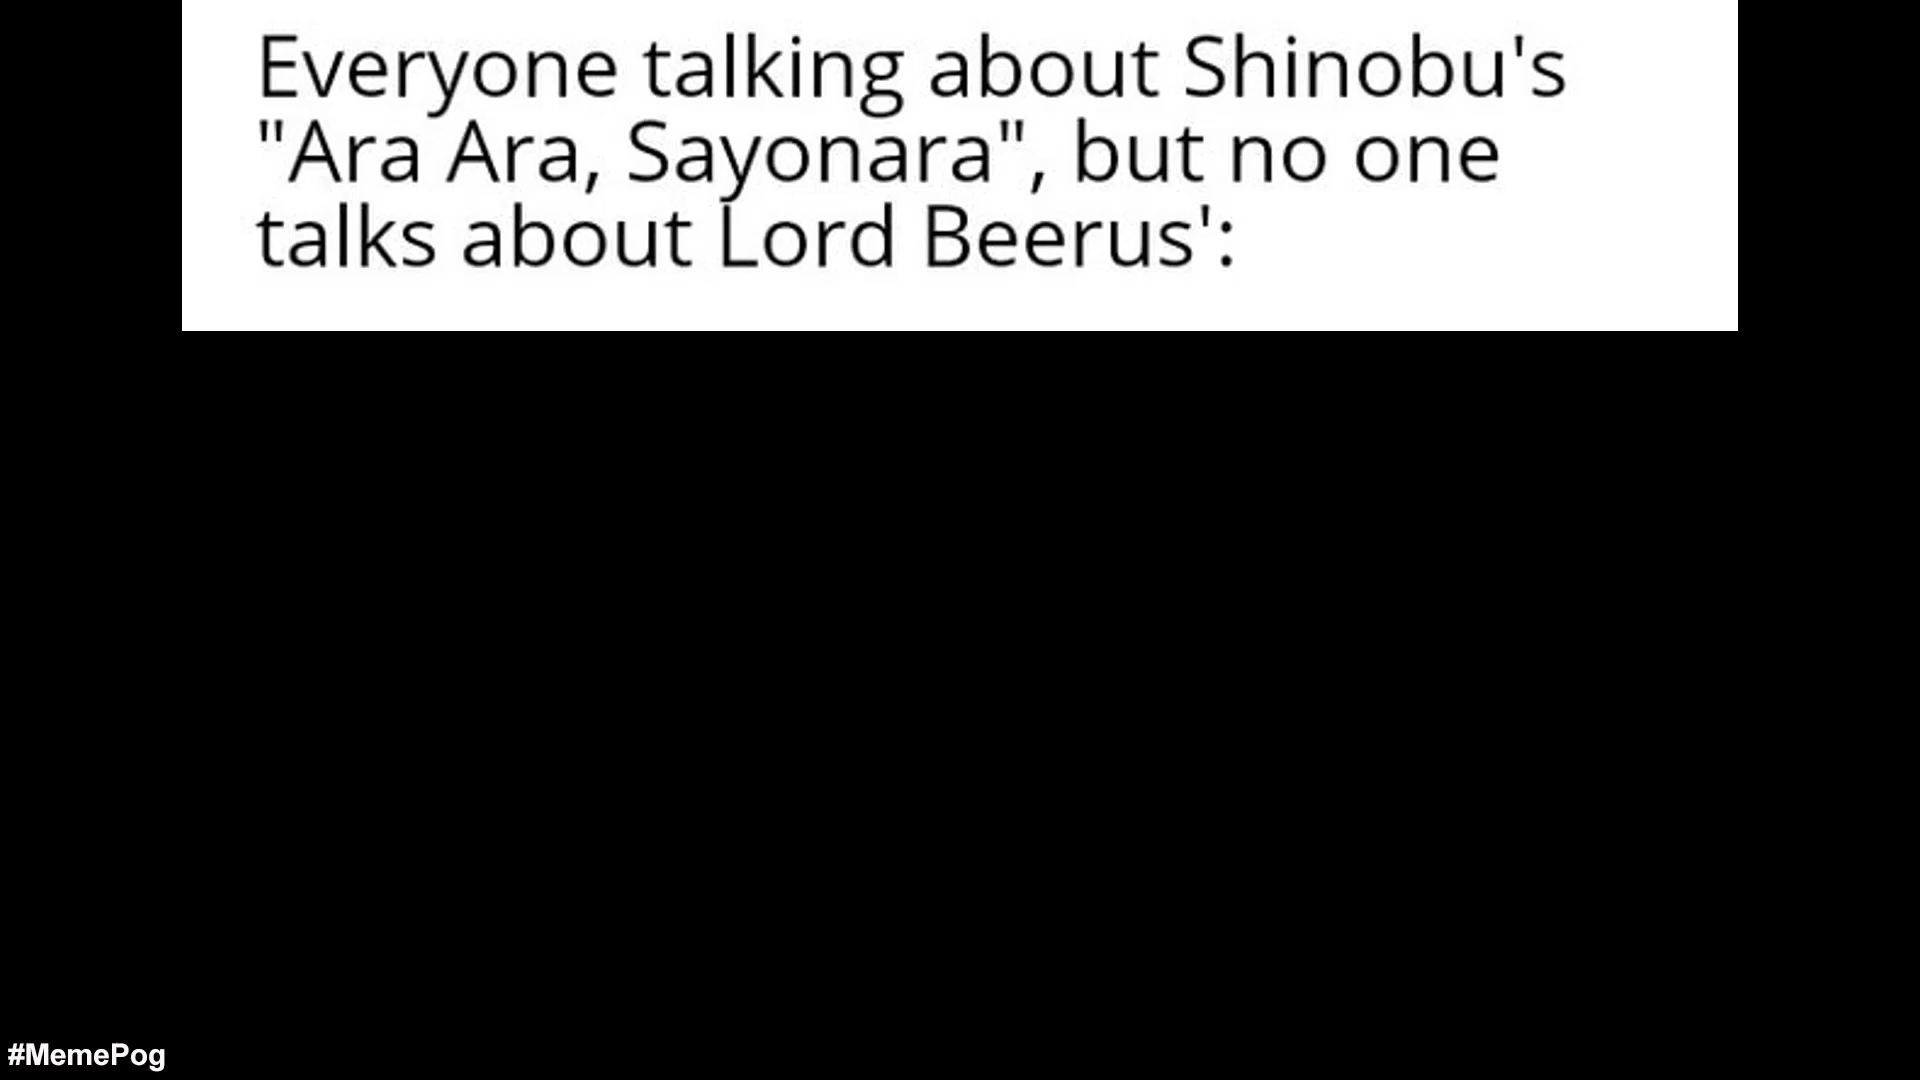 Everyone talking about Shinobu's
"Ara Ara, Sayonara", but no one
talks about Lord Beerus':
#MemePog